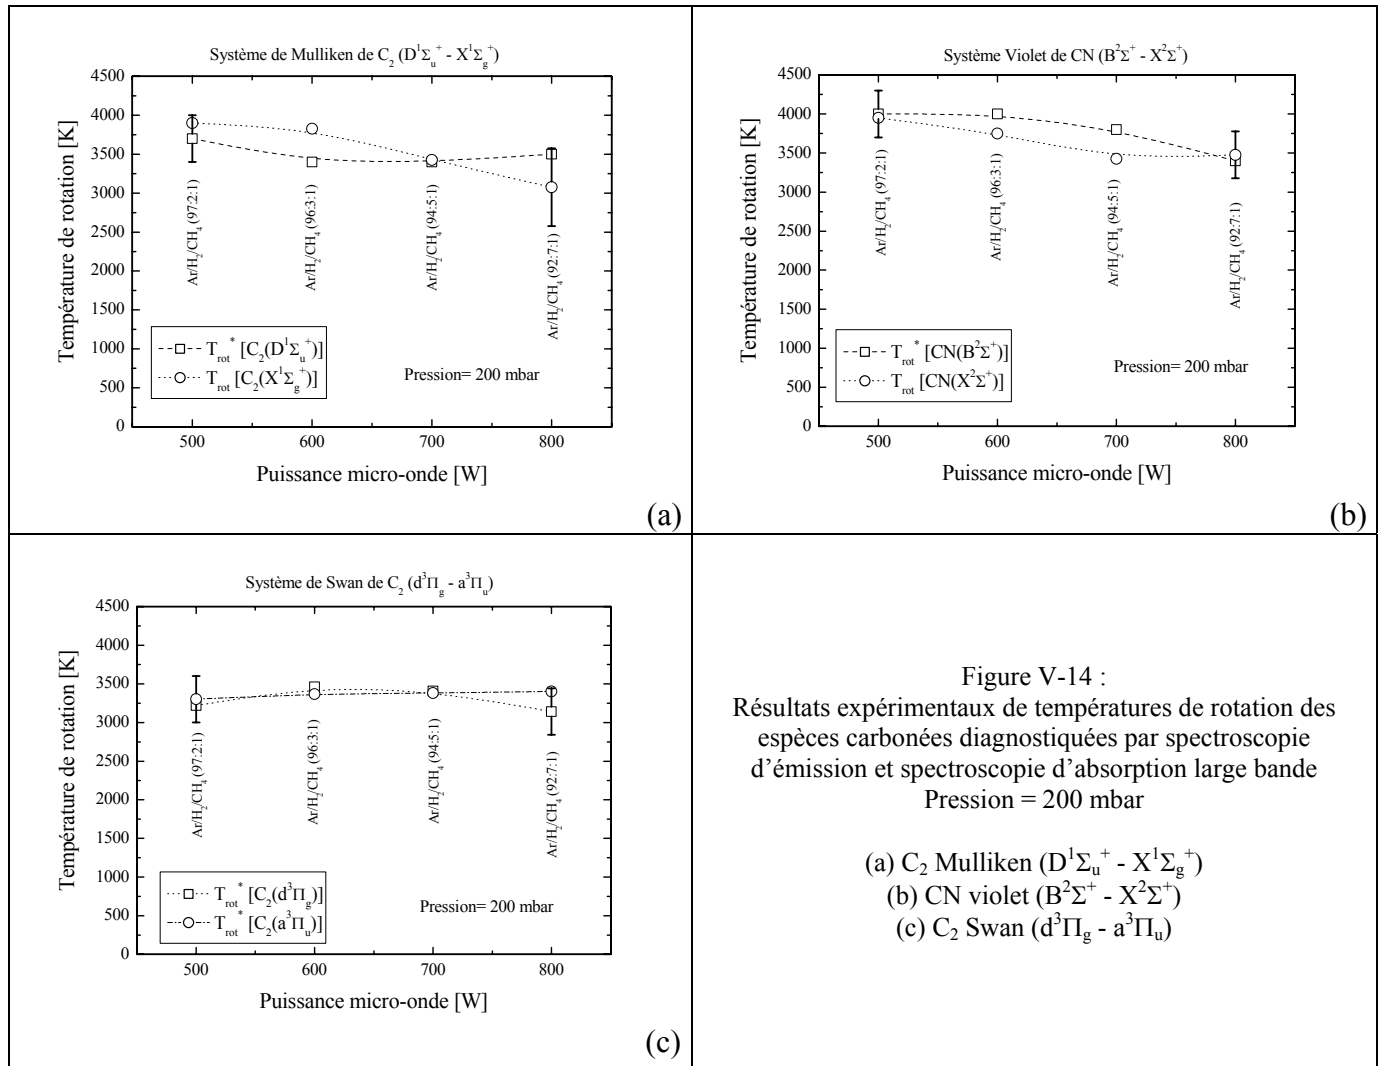 Système de Mulliken de C₂ (D¹Σᵤ⁺ - X¹Σg⁺)
Température de rotation [K]
4500
4000
3500
3000
2500
2000
1500
1000
500
0
Ar/H₂/CH₄ (97:2:1)
Ar/H₂/CH₄ (96:3:1)
Ar/H₂/CH₄ (94:5:1)
Ar/H₂/CH₄ (92:7:1)
Trot* [C₂(D¹Σᵤ⁺)]
Trot [C₂(X¹Σg⁺)]
Pression= 200 mbar
500 600 700 800
Puissance micro-onde [W]
(a)
Système Violet de CN (B²Σ⁺ - X²Σ⁺)
Température de rotation [K]
4500
4000
3500
3000
2500
2000
1500
1000
500
0
Ar/H₂/CH₄ (97:2:1)
Ar/H₂/CH₄ (96:3:1)
Ar/H₂/CH₄ (94:5:1)
Ar/H₂/CH₄ (92:7:1)
Trot* [CN(B²Σ⁺)]
Trot [CN(X²Σ⁺)]
Pression= 200 mbar
500 600 700 800
Puissance micro-onde [W]
(b)
Système de Swan de C₂ (d³Πg - a³Πᵤ)
Température de rotation [K]
4500
4000
3500
3000
2500
2000
1500
1000
500
0
Ar/H₂/CH₄ (97:2:1)
Ar/H₂/CH₄ (96:3:1)
Ar/H₂/CH₄ (94:5:1)
Ar/H₂/CH₄ (92:7:1)
Trot* [C₂(d³Πg)]
Trot* [C₂(a³Πᵤ)]
Pression= 200 mbar
500 600 700 800
Puissance micro-onde [W]
(c)
Figure V-14 :
Résultats expérimentaux de températures de rotation des
espèces carbonées diagnostiquées par spectroscopie
d’émission et spectroscopie d’absorption large bande
Pression = 200 mbar
(a) C₂ Mulliken (D¹Σᵤ⁺ - X¹Σg⁺)
(b) CN violet (B²Σ⁺ - X²Σ⁺)
(c) C₂ Swan (d³Πg - a³Πᵤ)